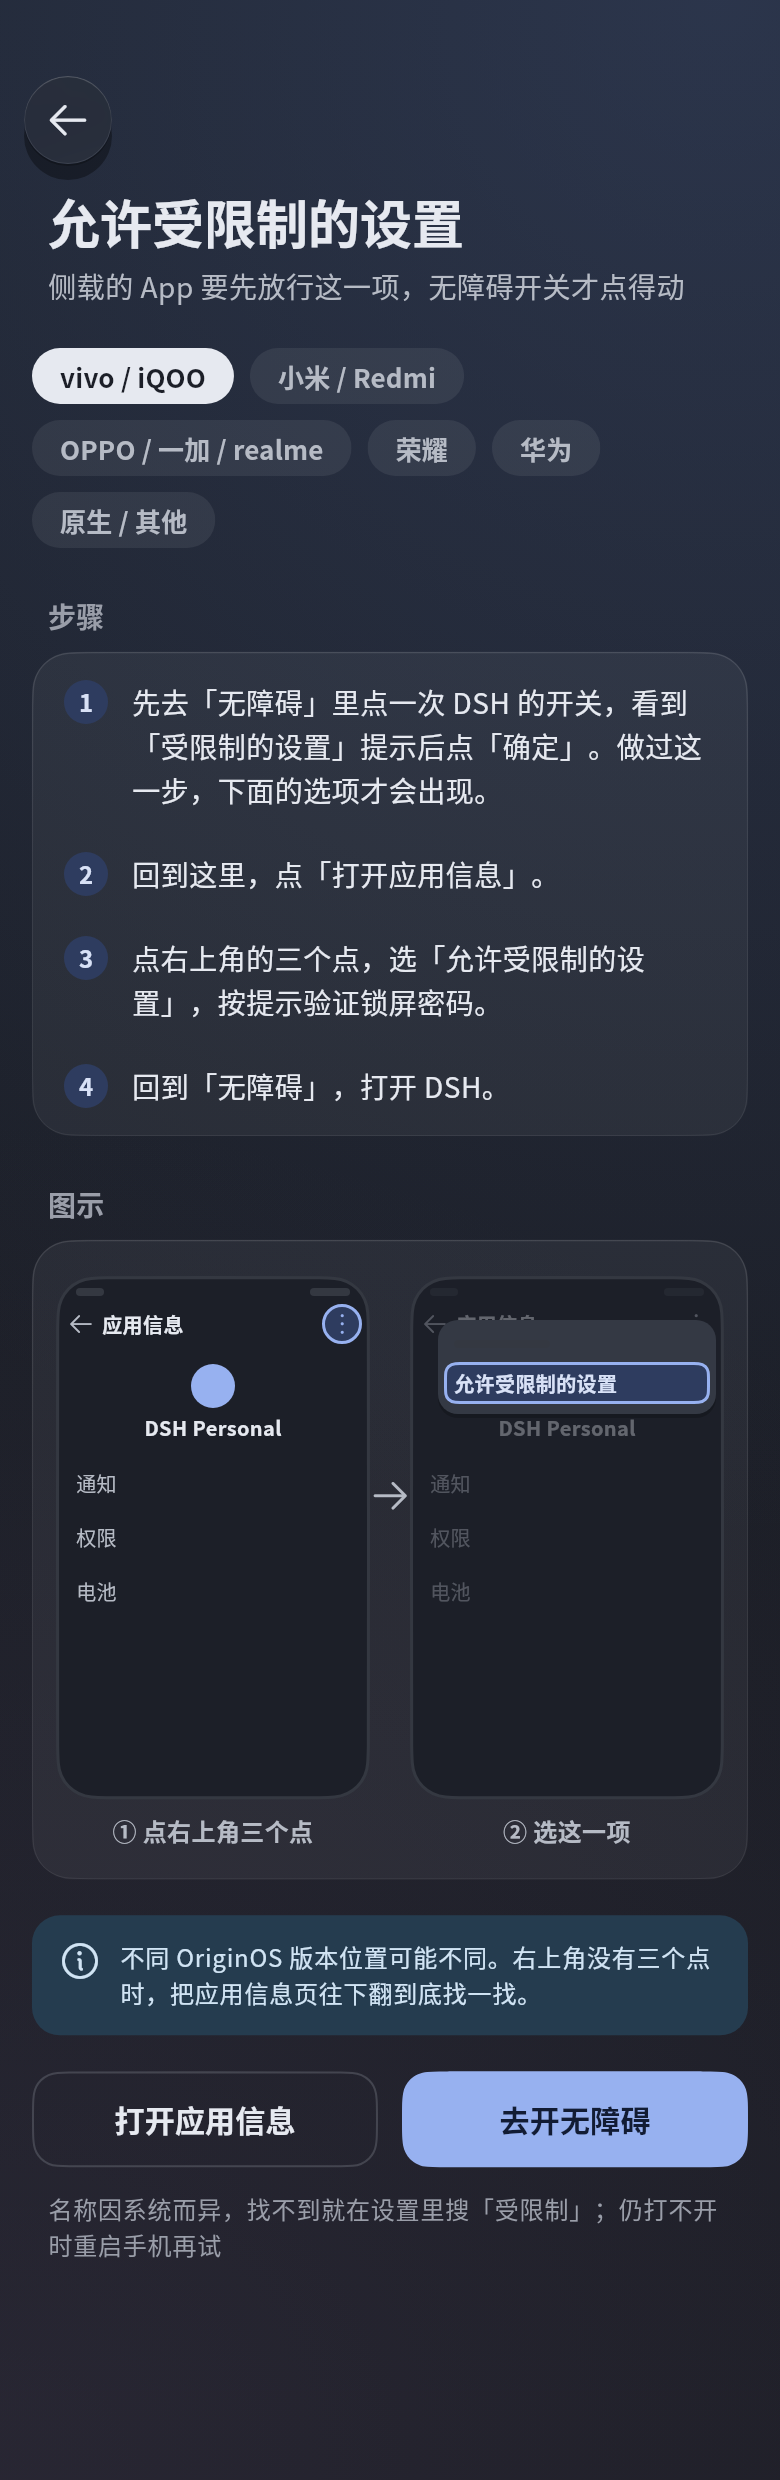 允许受限制的设置
侧载的 App 要先放行这一项，无障碍开关才点得动
vivo / iQOO
小米 / Redmi
OPPO / 一加 / realme
荣耀
华为
原生 / 其他
步骤
1 先去「无障碍」里点一次 DSH 的开关，看到
「受限制的设置」提示后点「确定」。做过这
一步，下面的选项才会出现。
2 回到这里，点「打开应用信息」。
3 点右上角的三个点，选「允许受限制的设
置」，按提示验证锁屏密码。
4 回到「无障碍」，打开 DSH。
图示
应用信息
DSH Personal
通知
权限
电池
① 点右上角三个点
允许受限制的设置
DSH Personal
通知
权限
电池
② 选这一项
不同 OriginOS 版本位置可能不同。右上角没有三个点
时，把应用信息页往下翻到底找一找。
打开应用信息
去开无障碍
名称因系统而异，找不到就在设置里搜「受限制」；仍打不开
时重启手机再试